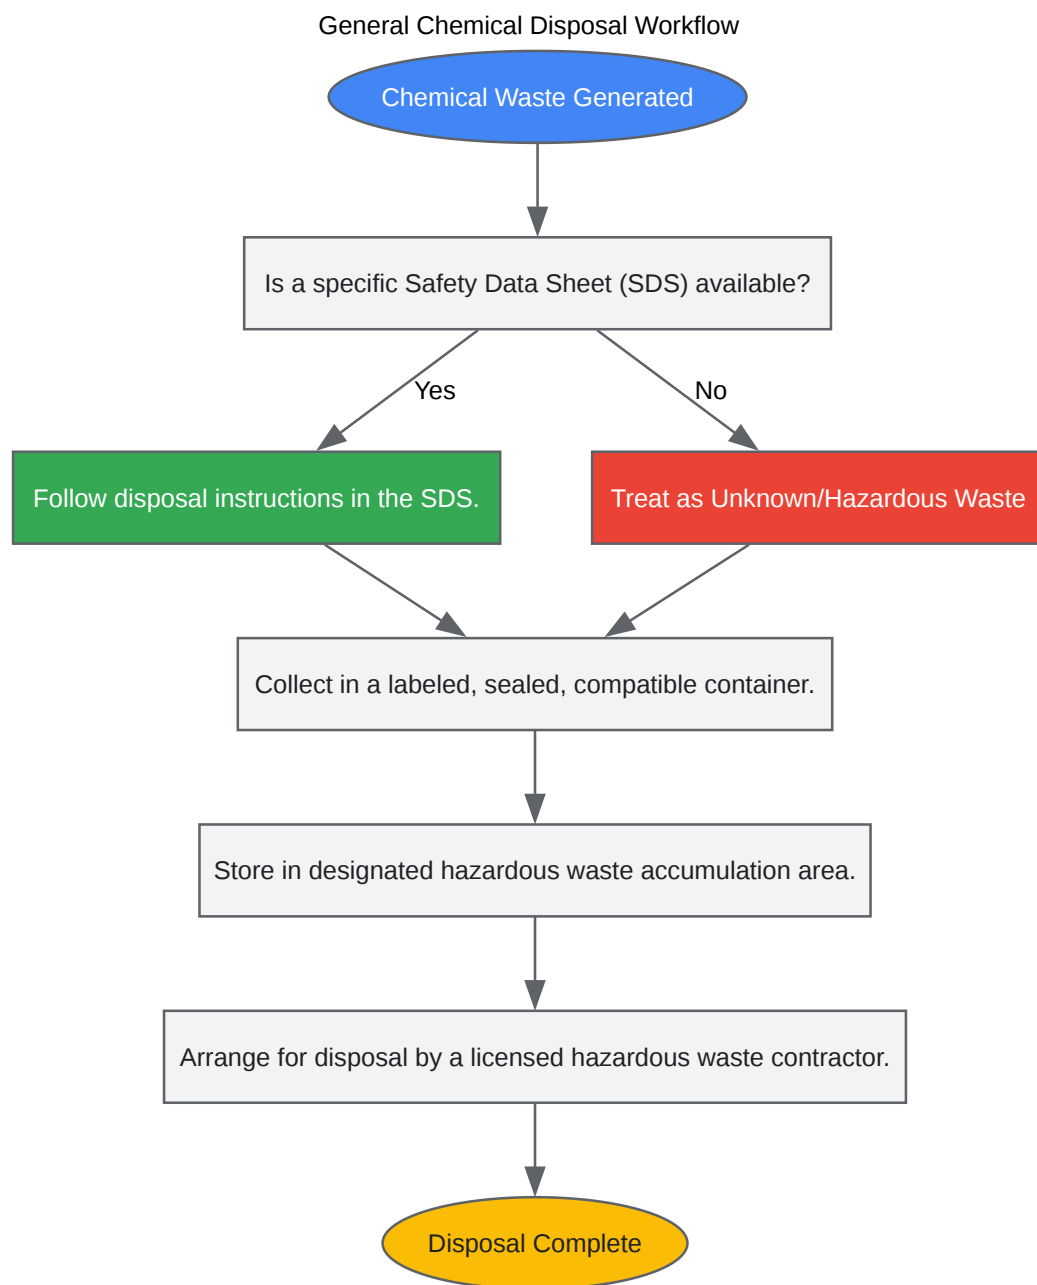 General Chemical Disposal Workflow
Chemical Waste Generated
Is a specific Safety Data Sheet (SDS) available?
Yes
No
Follow disposal instructions in the SDS.
Treat as Unknown/Hazardous Waste
Collect in a labeled, sealed, compatible container.
Store in designated hazardous waste accumulation area.
Arrange for disposal by a licensed hazardous waste contractor.
Disposal Complete